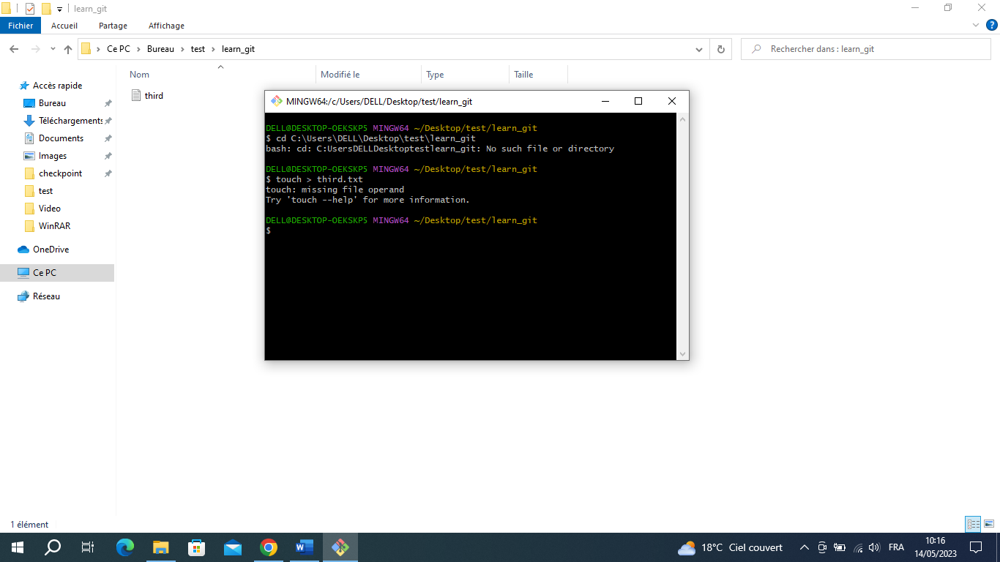 learn_git
Fichier Accueil Partage Affichage
Ce PC Bureau test learn_git
Rechercher dans : learn_git
Nom Modifié le Type Taille
third
Accès rapide
Bureau
Téléchargements
Documents
Images
checkpoint
test
Video
WinRAR
OneDrive
Ce PC
Réseau
MINGW64:/c/Users/DELL/Desktop/test/learn_git
DELL@DESKTOP-OEKSKP5 MINGW64 ~/Desktop/test/learn_git
$ cd C:\Users\DELL\Desktop\test\learn_git
bash: cd: C:UsersDELLDesktoptestlearn_git: No such file or directory
DELL@DESKTOP-OEKSKP5 MINGW64 ~/Desktop/test/learn_git
$ touch > third.txt
touch: missing file operand
Try 'touch --help' for more information.
DELL@DESKTOP-OEKSKP5 MINGW64 ~/Desktop/test/learn_git
$
1 élément
18°C Ciel couvert
FRA
10:16
14/05/2023